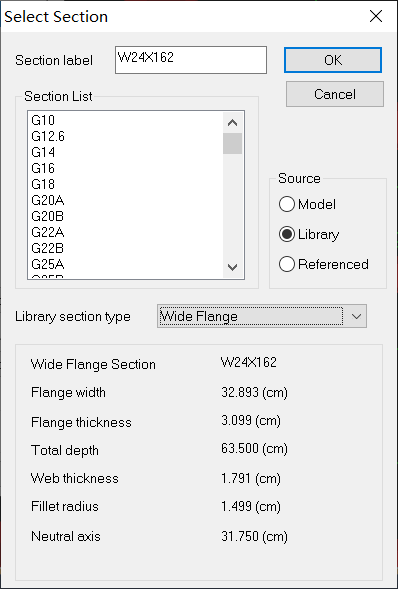 Select Section
Section label W24X162 OK
Cancel
Section List
G10
G12.6
G14
G16
G18
G20A
G20B
G22A
G22B
G25A
Source
Model
Library
Referenced
Library section type Wide Flange
Wide Flange Section W24X162
Flange width 32.893 (cm)
Flange thickness 3.099 (cm)
Total depth 63.500 (cm)
Web thickness 1.791 (cm)
Fillet radius 1.499 (cm)
Neutral axis 31.750 (cm)